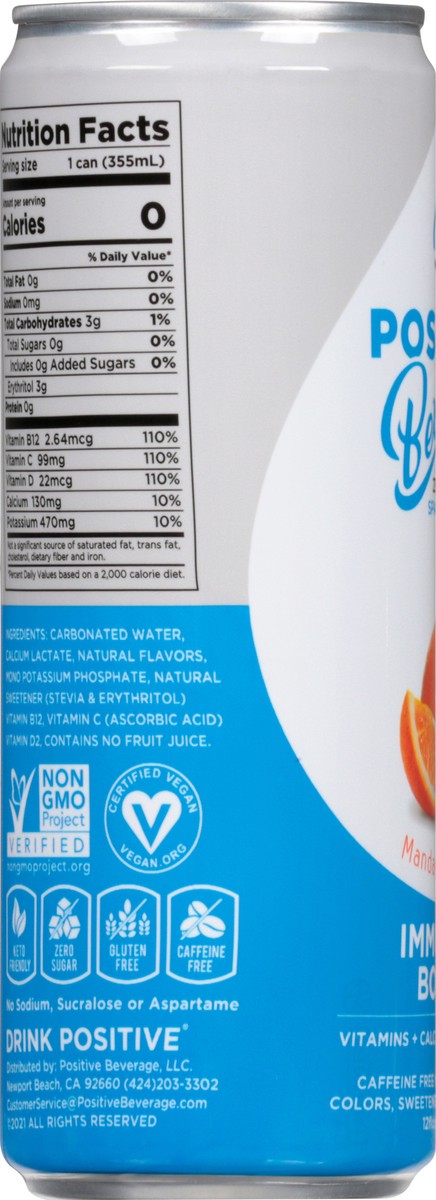 Nutrition Facts
Serving size 1 can (355mL)
Amount per serving
Calories 0
% Daily Value*
Total Fat 0g 0%
Sodium 0mg 0%
Total Carbohydrates 3g 1%
Total Sugars 0g 0%
Includes 0g Added Sugars 0%
Erythritol 3g
Protein 0g
Vitamin B12 2.64mcg 110%
Vitamin C 99mg 110%
Vitamin D 22mcg 110%
Calcium 130mg 10%
Potassium 470mg 10%
Not a significant source of saturated fat, trans fat,
cholesterol, dietary fiber and iron.
*Percent Daily Values based on a 2,000 calorie diet.
INGREDIENTS: CARBONATED WATER,
CALCIUM LACTATE, NATURAL FLAVORS,
MONO POTASSIUM PHOSPHATE, NATURAL
SWEETENER (STEVIA & ERYTHRITOL)
VITAMIN B12, VITAMIN C (ASCORBIC ACID)
VITAMIN D2, CONTAINS NO FRUIT JUICE.
NON
GMO
Project
VERIFIED
nongmoproject.org
CERTIFIED VEGAN
VEGAN.ORG
KETO
FRIENDLY
ZERO
SUGAR
GLUTEN
FREE
CAFFEINE
FREE
No Sodium, Sucralose or Aspartame
DRINK POSITIVE®
Distributed by: Positive Beverage, LLC.
Newport Beach, CA 92660 (424)203-3302
CustomerService@PositiveBeverage.com
©2021 ALL RIGHTS RESERVED
POS
Be
Manda
IMM
BO
VITAMINS + CALC
CAFFEINE FREE
COLORS, SWEETEN
12fl